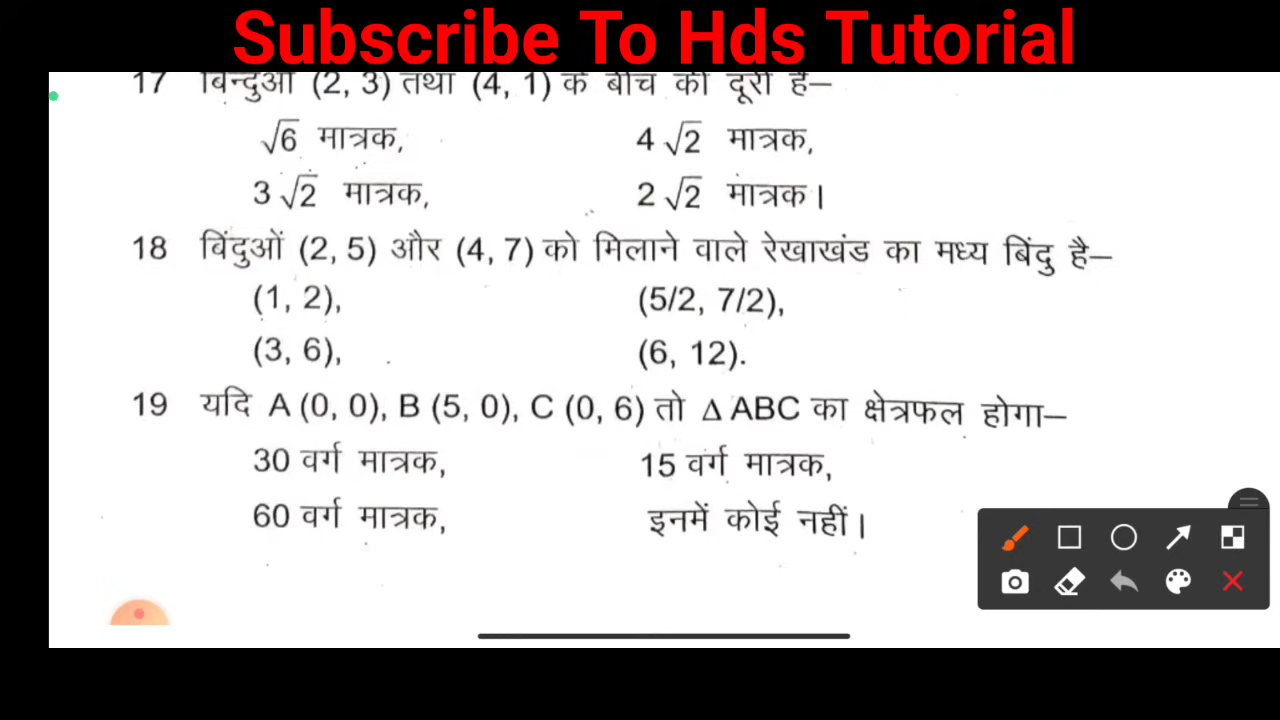 Subscribe To Hds Tutorial
17 बिन्दुओं (2, 3) तथा (4, 1) के बीच की दूरी है—
√6 मात्रक, 4 √2 मात्रक,
3 √2 मात्रक, 2 √2 मात्रक।
18 बिंदुओं (2, 5) और (4, 7) को मिलाने वाले रेखाखंड का मध्य बिंदु है—
(1, 2), (5/2, 7/2),
(3, 6), (6, 12).
19 यदि A (0, 0), B (5, 0), C (0, 6) तो Δ ABC का क्षेत्रफल होगा—
30 वर्ग मात्रक, 15 वर्ग मात्रक,
60 वर्ग मात्रक, इनमें कोई नहीं।